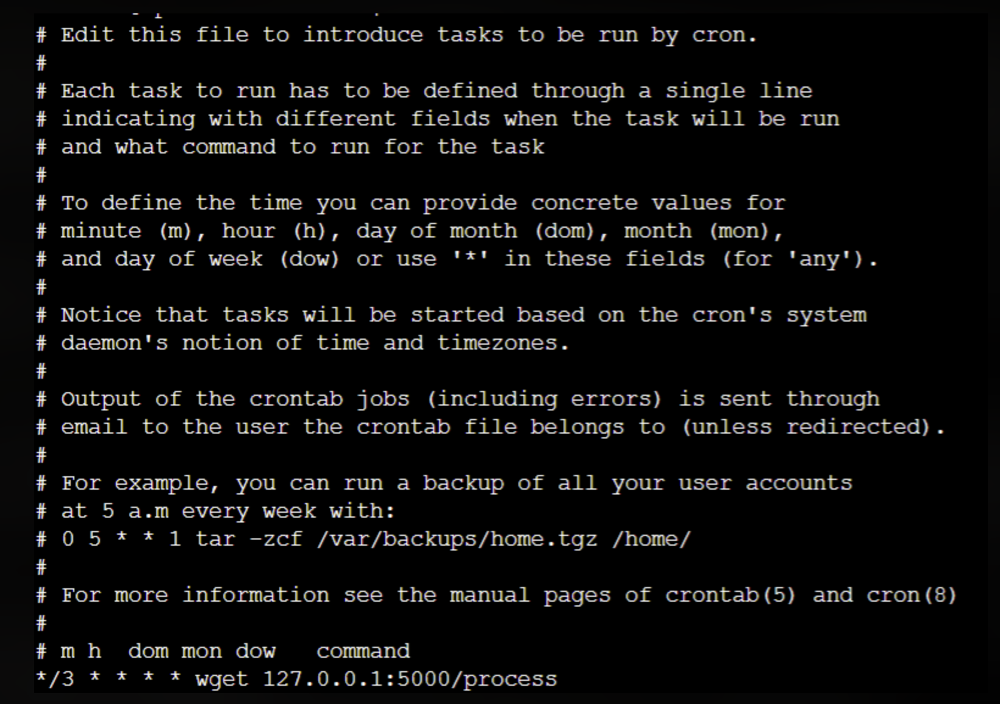 # Edit this file to introduce tasks to be run by cron.
#
# Each task to run has to be defined through a single line
# indicating with different fields when the task will be run
# and what command to run for the task
#
# To define the time you can provide concrete values for
# minute (m), hour (h), day of month (dom), month (mon),
# and day of week (dow) or use '*' in these fields (for 'any').
#
# Notice that tasks will be started based on the cron's system
# daemon's notion of time and timezones.
#
# Output of the crontab jobs (including errors) is sent through
# email to the user the crontab file belongs to (unless redirected).
#
# For example, you can run a backup of all your user accounts
# at 5 a.m every week with:
# 0 5 * * 1 tar -zcf /var/backups/home.tgz /home/
#
# For more information see the manual pages of crontab(5) and cron(8)
#
# m h  dom mon dow   command
*/3 * * * * wget 127.0.0.1:5000/process